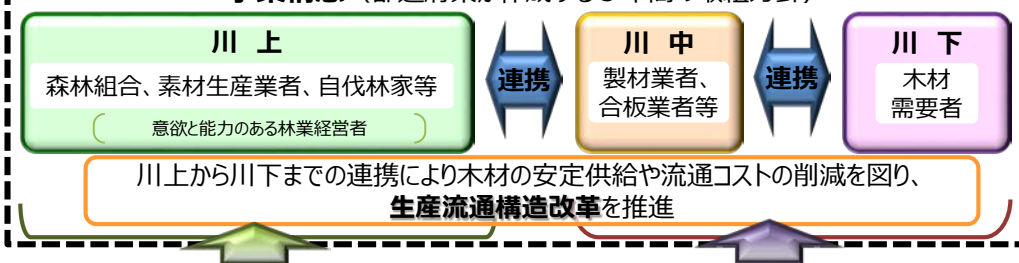 川 上
森林組合、素材生産業者、自伐林家等
意欲と能力のある林業経営者
連携
川 中
製材業者、
合板業者等
連携
川 下
木材
需要者
川上から川下までの連携により木材の安定供給や流通コストの削減を図り、
生産流通構造改革を推進